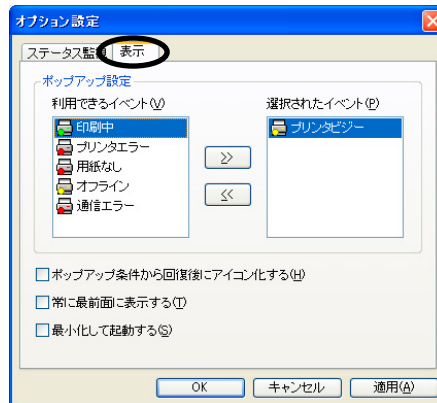 オプション設定
ステータス監 表示
ポップアップ設定
利用できるイベント(V)
選択されたイベント(P)
印刷中
プリンタエラー
用紙なし
オフライン
通信エラー
プリンタビジー
>>
<<
ポップアップ条件から回復後にアイコン化する(H)
常に最前面に表示する(T)
最小化して起動する(S)
OK キャンセル 適用(A)